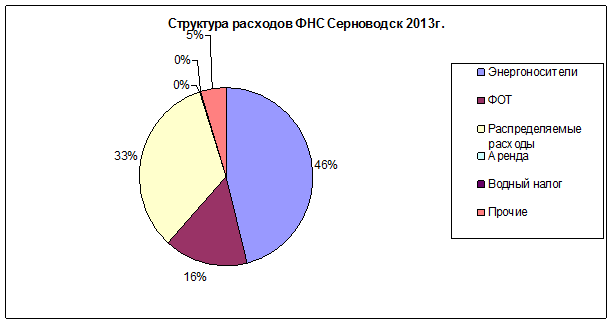 Структура расходов ФНС Серноводск 2013г.
5%
0%
0%
33%
46%
16%
Энергоносители
ФОТ
Распределяемые
расходы
Аренда
Водный налог
Прочие